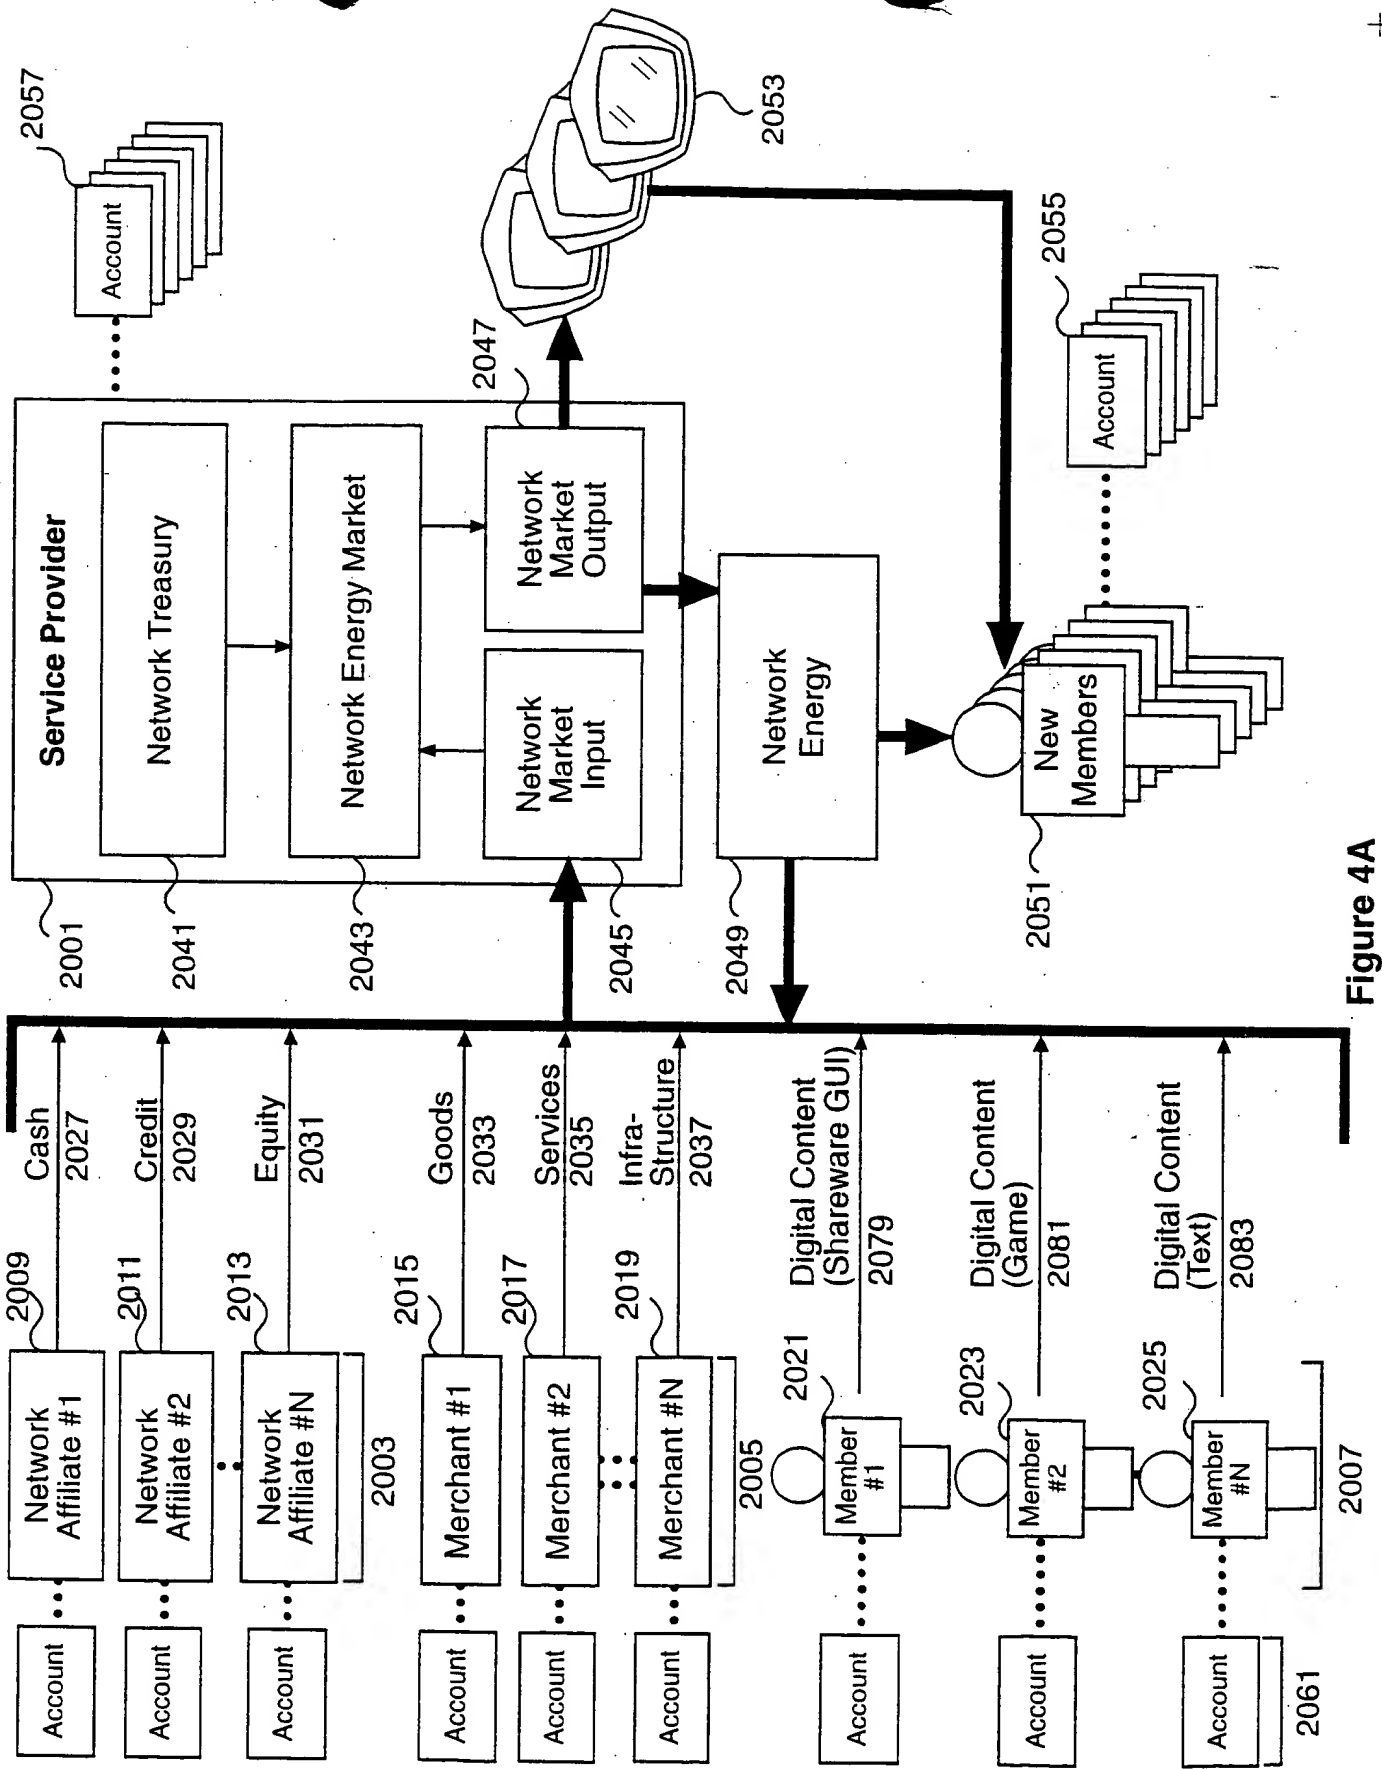 Account
Network
Affiliate #1
2009
Cash
2027
Account
Network
Affiliate #2
2011
Credit
2029
Account
Network
Affiliate #N
2013
Equity
2031
2003
Account
Merchant #1
2015
Goods
2033
Account
Merchant #2
2017
Services
2035
Account
Merchant #N
2019
Infra-
Structure
2037
2005
Account
Member
#1
2021
Digital Content
(Shareware GUI)
2079
Account
Member
#2
2023
Digital Content
(Game)
2081
Account
Member
#N
2025
Digital Content
(Text)
2083
2061
2007
2001
Service Provider
2041
Network Treasury
2043
Network Energy Market
2045
Network
Market
Input
Network
Market
Output
2047
Account
2057
2053
2049
Network
Energy
2051
New
Members
Account
2055
Figure 4A